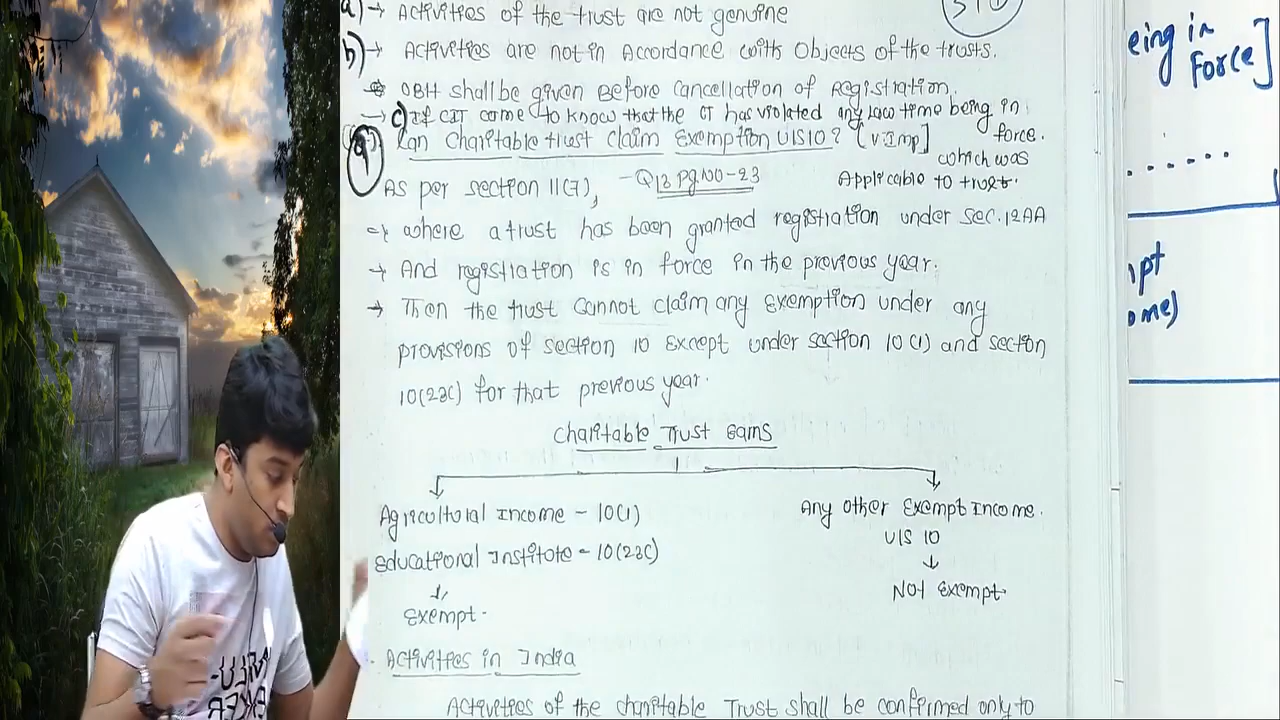 a) → Activities of the trust are not genuine
b) → Activities are not in Accordance with Objects of the trusts.
OBH shall be given Before Cancellation of Registration.
→ c) If CIT come to know that the CT has violated any law time being in force. which was Applicable to trust.
Q Can Charitable trust Claim Exemption U/S 10? [V.Imp]
As per section 11(7), - Q13 Pg No - 23
where a trust has been granted registration under sec. 12AA
→ And registration is in force in the previous year.
→ Then the trust Cannot claim any Exemption under any
provisions of section 10 Except under section 10(1) and section
10(23C) for that previous year.
Charitable Trust Earns
Agricultural Income - 10(1)
Educational Institute - 10(23C)
↓
Exempt.
Any other Exempt Income.
U/S 10
↓
Not Exempt.
Activities in India
Activities of the charitable Trust shall be confirmed only to
eing in
Force]
......
ome)